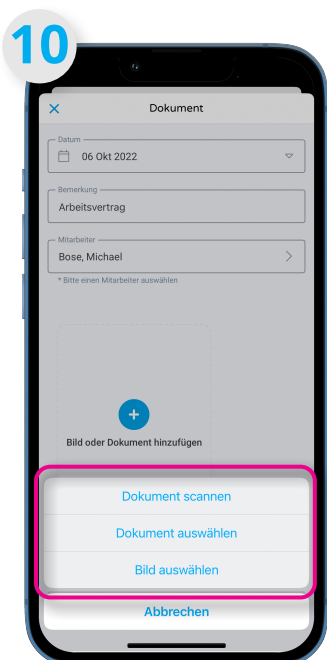 10
Dokument
Datum
06 Okt 2022
Bemerkung
Arbeitsvertrag
Mitarbeiter
Bose, Michael
* Bitte einen Mitarbeiter auswählen
Bild oder Dokument hinzufügen
Dokument scannen
Dokument auswählen
Bild auswählen
Abbrechen